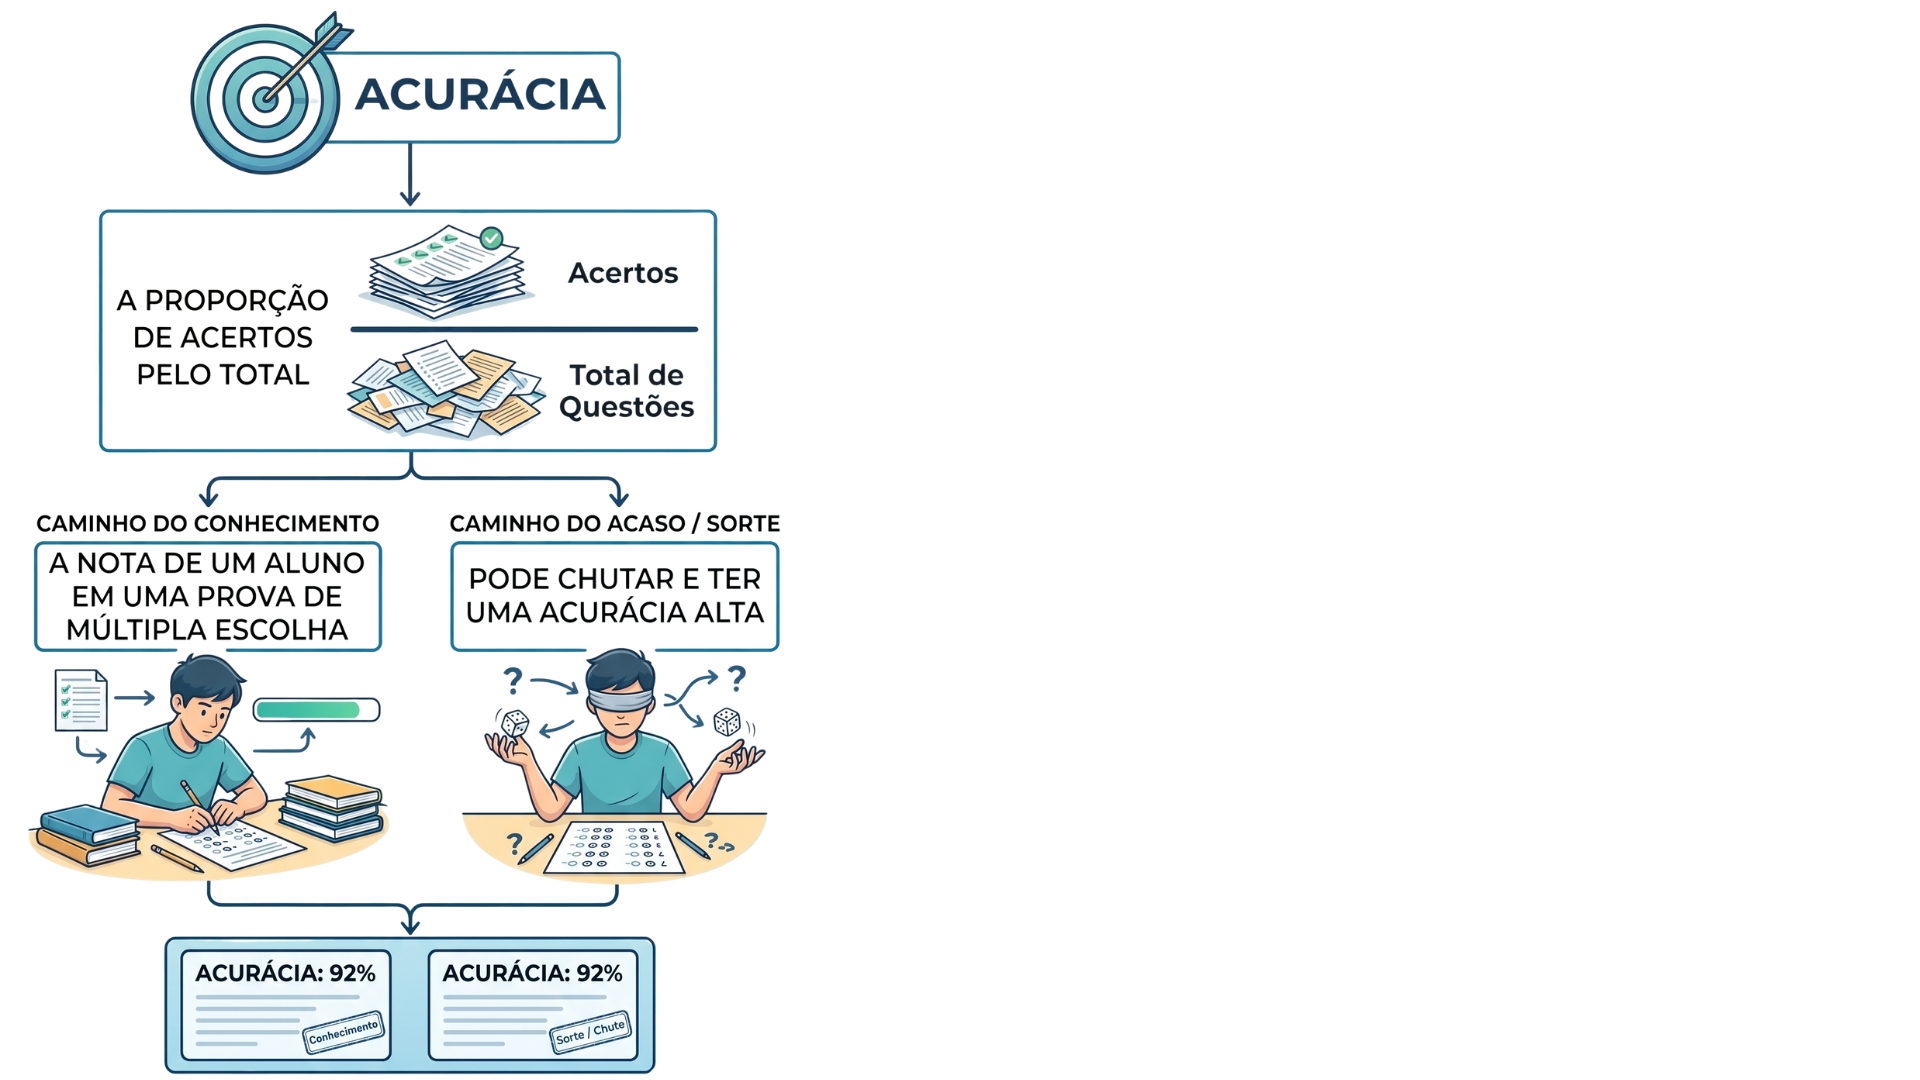 ACURÁCIA
A PROPORÇÃO
DE ACERTOS
PELO TOTAL
Acertos
Total de
Questões
CAMINHO DO CONHECIMENTO
A NOTA DE UM ALUNO
EM UMA PROVA DE
MÚLTIPLA ESCOLHA
CAMINHO DO ACASO / SORTE
PODE CHUTAR E TER
UMA ACURÁCIA ALTA
?
?
?
?
ACURÁCIA: 92%
Conhecimento
ACURÁCIA: 92%
Sorte / Chute